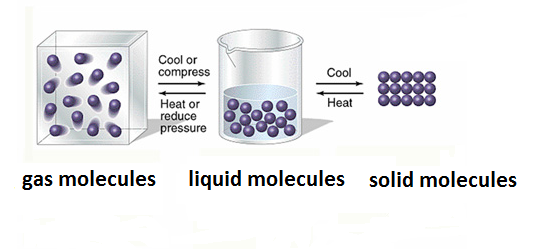 Cool or
compress
Heat or
reduce
pressure
Cool
Heat
gas molecules
liquid molecules
solid molecules